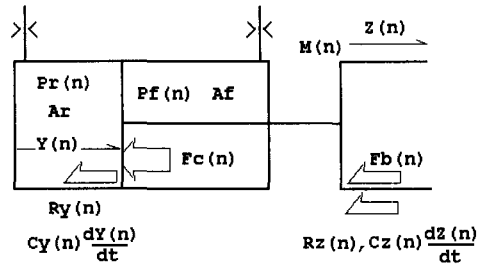 Z(n)
M(n)
Pr(n)
Pf(n) Af
Ar
Y(n)
Fc(n)
Fb(n)
Ry(n)
Cy(n) dY(n)/dt
Rz(n), Cz(n) dZ(n)/dt